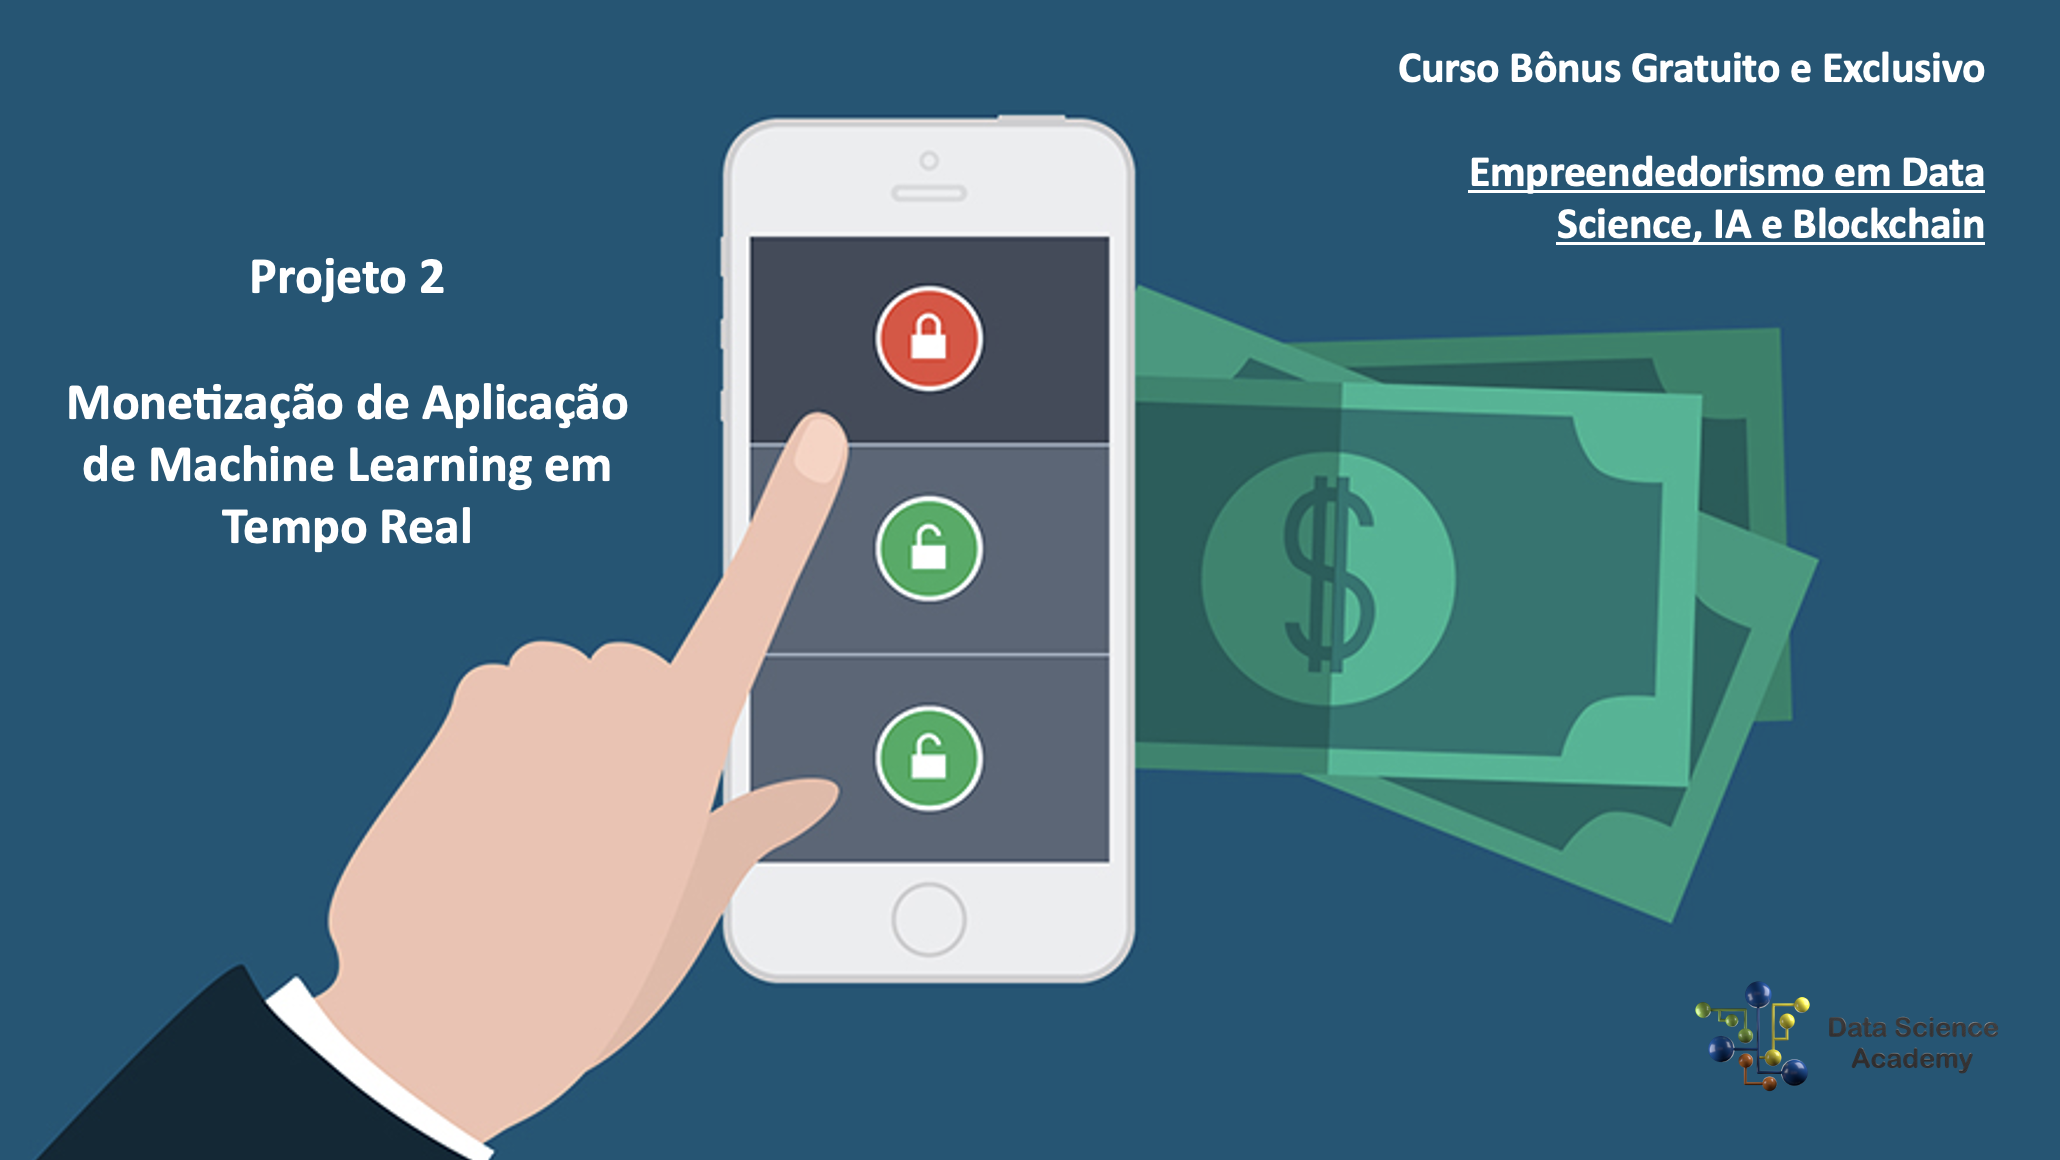 Curso Bônus Gratuito e Exclusivo
Empreendedorismo em Data
Science, IA e Blockchain
Projeto 2
Monetização de Aplicação
de Machine Learning em
Tempo Real
$
Data Science
Academy